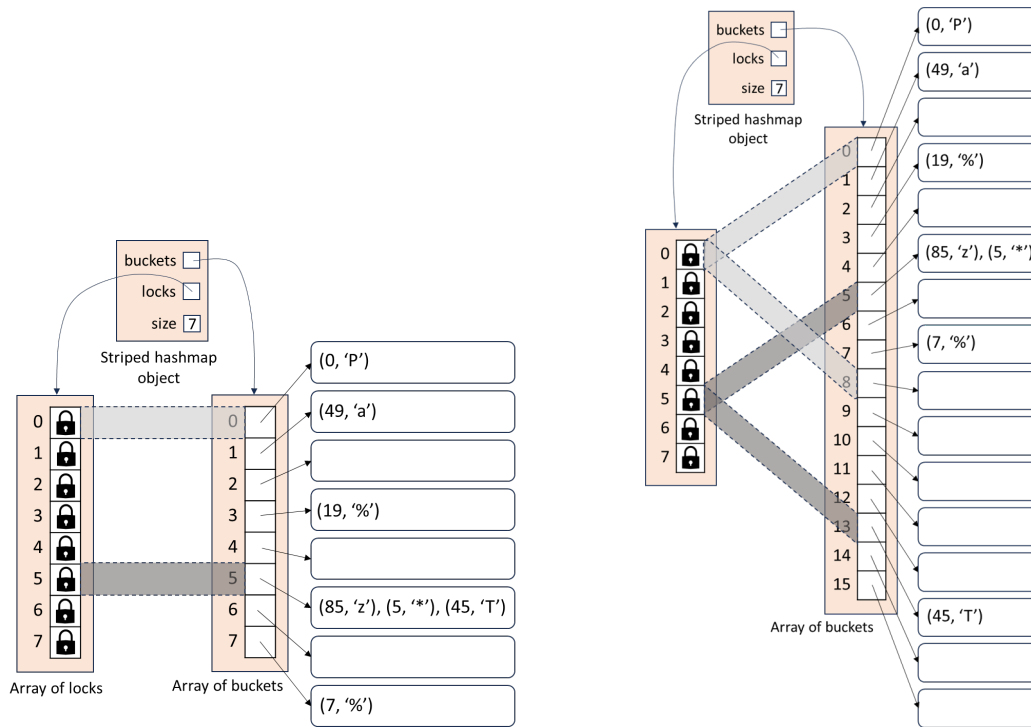 buckets
locks
size 7
Striped hashmap
object
0
1
2
3
4
5
6
7
Array of locks
0
1
2
3
4
5
6
7
Array of buckets
(0, ‘P’)
(49, ‘a’)
(19, ‘%’)
(85, ‘z’), (5, ‘*’), (45, ‘T’)
(7, ‘%’)
buckets
locks
size 7
Striped hashmap
object
0
1
2
3
4
5
6
7
0
1
2
3
4
5
6
7
8
9
10
11
12
13
14
15
Array of buckets
(0, ‘P’)
(49, ‘a’)
(19, ‘%’)
(85, ‘z’), (5, ‘*’)
(7, ‘%’)
(45, ‘T’)